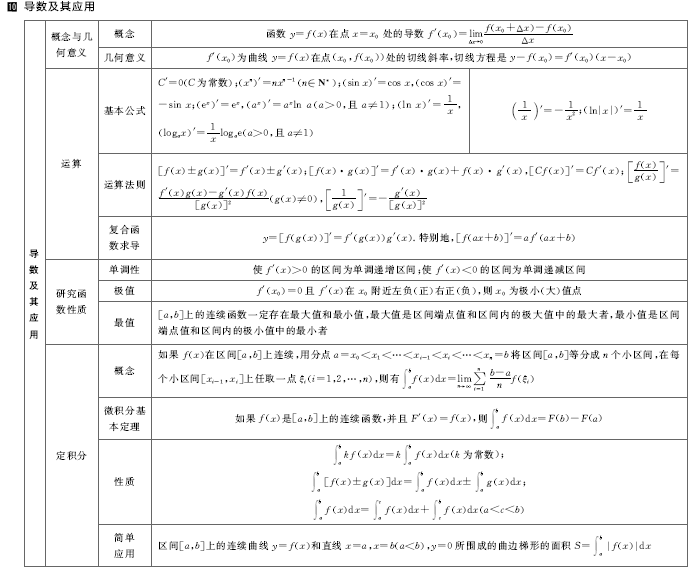 10 导数及其应用
导数及其应用
概念与几何意义
概念
函数 y=f(x)在点 x=x₀ 处的导数 f′(x₀)=lim_{Δx→0} [f(x₀+Δx)-f(x₀)]/Δx
几何意义
f′(x₀)为曲线 y=f(x)在点(x₀,f(x₀))处的切线斜率,切线方程是 y-f(x₀)=f′(x₀)(x-x₀)
运算
基本公式
C′=0(C 为常数);(xⁿ)′=nxⁿ⁻¹(n∈N*);(sin x)′=cos x,(cos x)′=
-sin x;(eˣ)′=eˣ,(aˣ)′=aˣln a(a>0,且 a≠1);(ln x)′=1/x,
(logₐx)′=1/x logₐe(a>0,且 a≠1)
(1/x)′=-1/x²;(ln|x|)′=1/x
运算法则
[f(x)±g(x)]′=f′(x)±g′(x);[f(x)·g(x)]′=f′(x)·g(x)+f(x)·g′(x),[Cf(x)]′=Cf′(x);[f(x)/g(x)]′=
[f′(x)g(x)-g′(x)f(x)]/[g(x)]²(g(x)≠0),[1/g(x)]′=-g′(x)/[g(x)]²
复合函数求导
y=[f(g(x))]′=f′(g(x))g′(x).特别地,[f(ax+b)]′=af′(ax+b)
研究函数性质
单调性
使 f′(x)>0 的区间为单调递增区间;使 f′(x)<0 的区间为单调递减区间
极值
f′(x₀)=0 且 f′(x)在 x₀ 附近左负(正)右正(负),则 x₀ 为极小(大)值点
最值
[a,b]上的连续函数一定存在最大值和最小值,最大值是区间端点值和区间内的极大值中的最大者,最小值是区间
端点值和区间内的极小值中的最小者
定积分
概念
如果 f(x)在区间[a,b]上连续,用分点 a=x₀<x₁<…<xᵢ₋₁<xᵢ<…<xₙ=b将区间[a,b]等分成 n 个小区间,在每
个小区间[xᵢ₋₁,xᵢ]上任取一点 ξᵢ(i=1,2,…,n),则有∫ₐᵇf(x)dx=lim_{n→∞}∑_{i=1}^{n} (b-a)/n f(ξᵢ)
微积分基本定理
如果 f(x)是[a,b]上的连续函数,并且 F′(x)=f(x),则∫ₐᵇf(x)dx=F(b)-F(a)
性质
∫ₐᵇkf(x)dx=k∫ₐᵇf(x)dx(k 为常数);
∫ₐᵇ[f(x)±g(x)]dx=∫ₐᵇf(x)dx±∫ₐᵇg(x)dx;
∫ₐᵇf(x)dx=∫ₐᶜf(x)dx+∫_c^b f(x)dx(a<c<b)
简单应用
区间[a,b]上的连续曲线 y=f(x)和直线 x=a,x=b(a<b),y=0 所围成的曲边梯形的面积 S=∫ₐᵇ|f(x)|dx